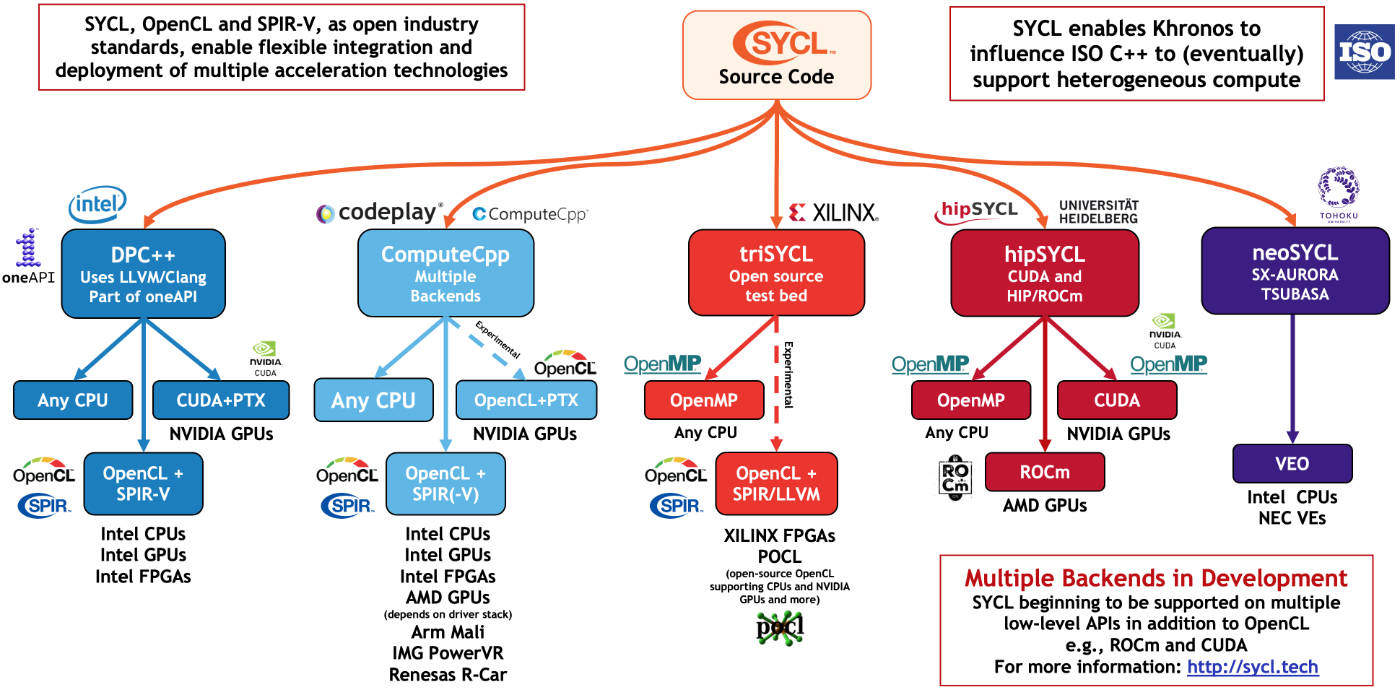 SYCL, OpenCL and SPIR-V, as open industry
standards, enable flexible integration and
deployment of multiple acceleration technologies
SYCL™
Source Code
SYCL enables Khronos to
influence ISO C++ to (eventually)
support heterogeneous compute
ISO
intel
oneAPI
DPC++
Uses LLVM/Clang
Part of oneAPI
NVIDIA
CUDA
Any CPU
CUDA+PTX
NVIDIA GPUs
OpenCL
SPIR™
OpenCL +
SPIR-V
Intel CPUs
Intel GPUs
Intel FPGAs
codeplay®
ComputeCpp™
ComputeCpp
Multiple
Backends
Experimental
OpenCL
Any CPU
OpenCL+PTX
NVIDIA GPUs
OpenCL
SPIR™
OpenCL +
SPIR(-V)
Intel CPUs
Intel GPUs
Intel FPGAs
AMD GPUs
(depends on driver stack)
Arm Mali
IMG PowerVR
Renesas R-Car
XILINX®
triSYCL
Open source
test bed
Experimental
OpenMP
OpenMP
Any CPU
OpenCL
SPIR™
OpenCL +
SPIR/LLVM
XILINX FPGAs
POCL
(open-source OpenCL
supporting CPUs and NVIDIA
GPUs and more)
pocl
hipSYCL
UNIVERSITÄT
HEIDELBERG
hipSYCL
CUDA and
HIP/ROCm
NVIDIA
CUDA
OpenMP
OpenMP
OpenMP
CUDA
Any CPU
NVIDIA GPUs
ROCm
ROCm
AMD GPUs
TOHOKU
UNIVERSITY
neoSYCL
SX-AURORA
TSUBASA
VEO
Intel CPUs
NEC VEs
Multiple Backends in Development
SYCL beginning to be supported on multiple
low-level APIs in addition to OpenCL
e.g., ROCm and CUDA
For more information: http://sycl.tech